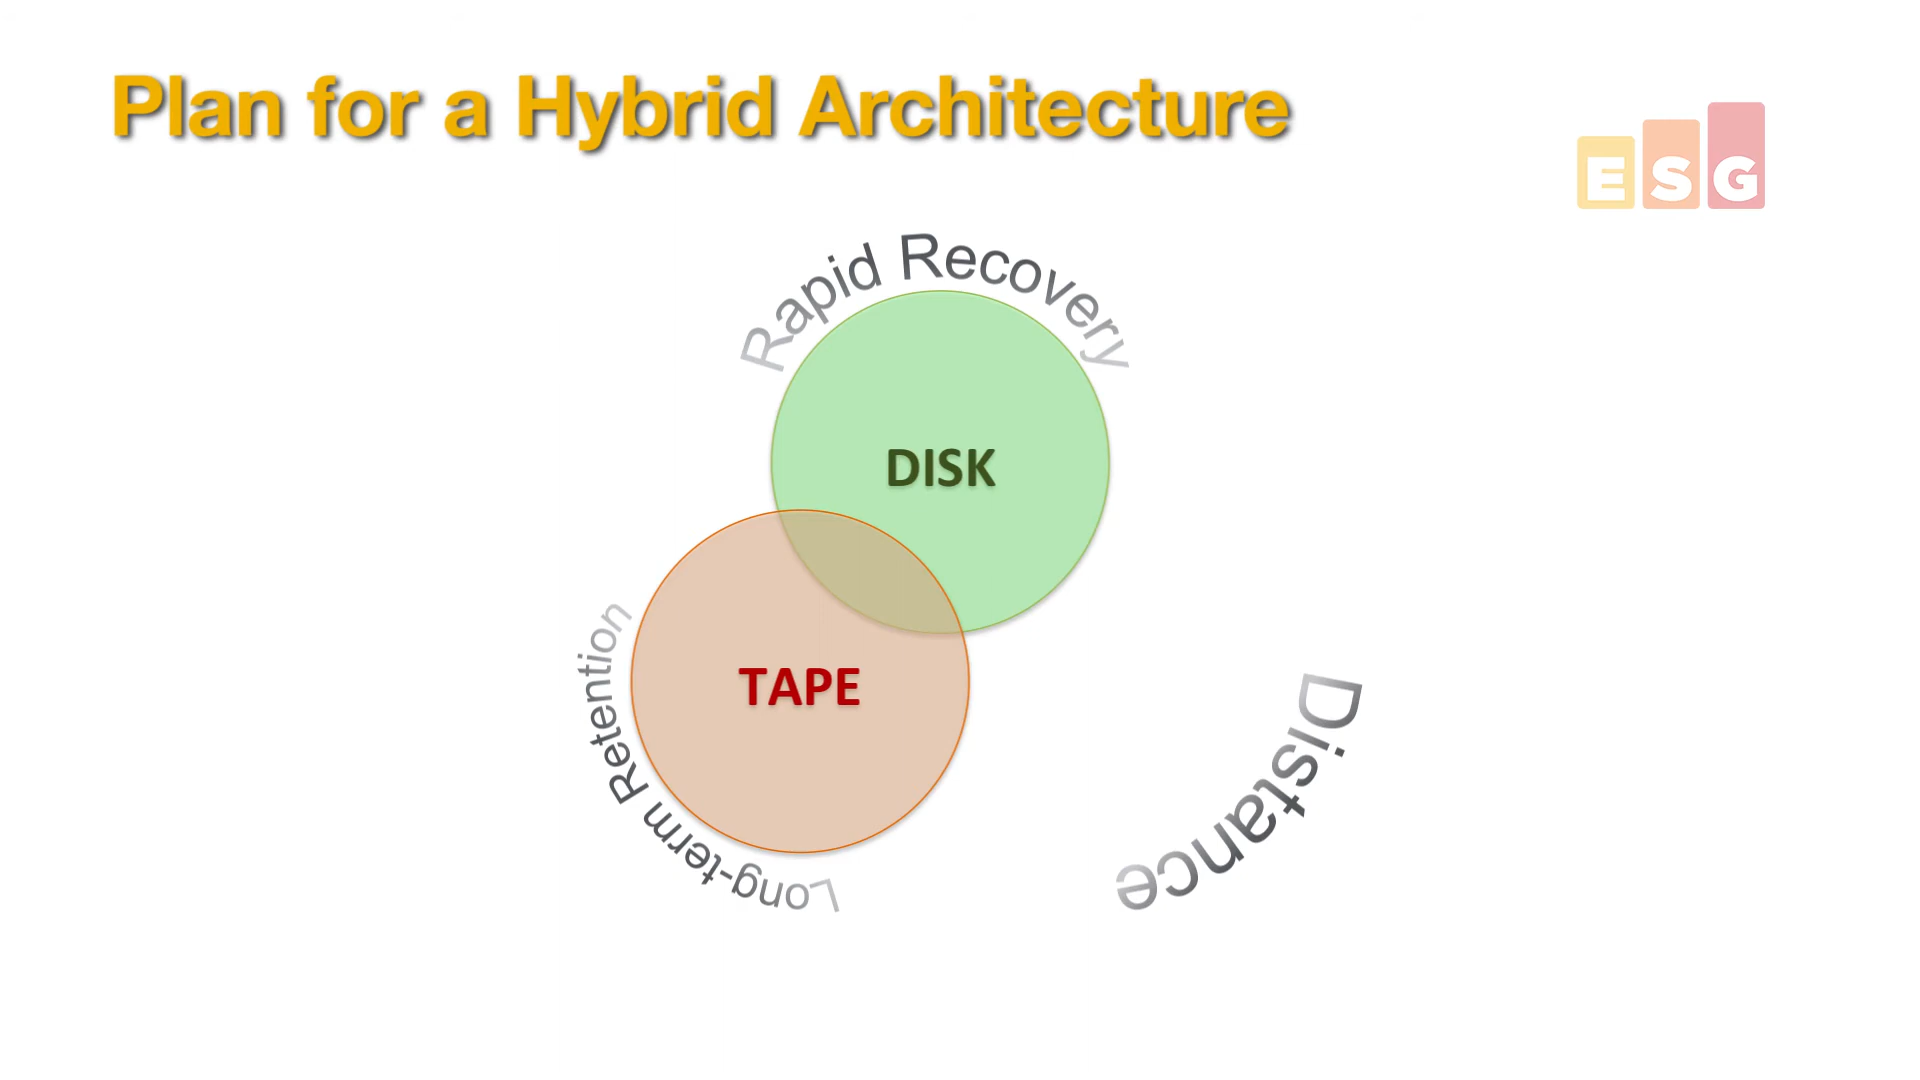 Plan for a Hybrid Architecture
ESG
Rapid Recovery
DISK
TAPE
Long-term Retention
Distance